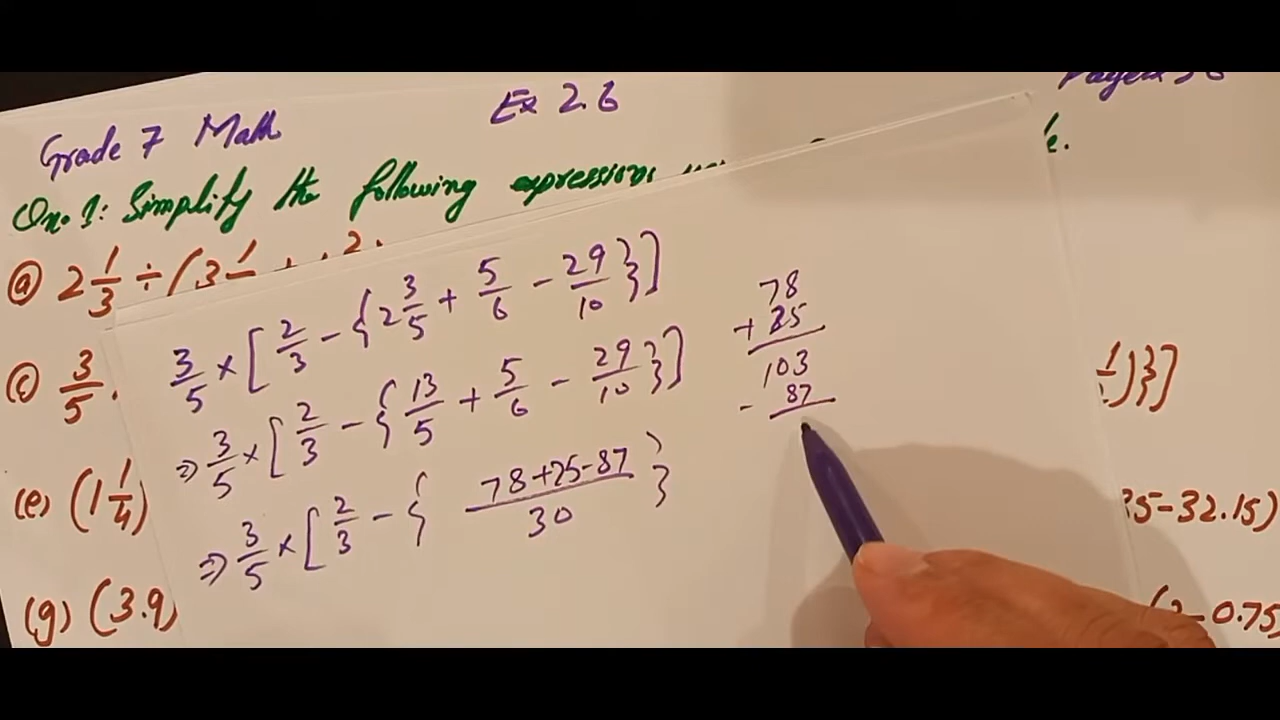 Grade 7 Math Ex 2.6
Qno. 1: Simplify the following expressions
(a) 2 1/3 ÷ (3 1/
(c) 3/5
(e) (1 1/4)
(g) (3.9)
3/5 × [ 2/3 − { 2 3/5 + 5/6 − 29/10 } ]
⇒ 3/5 × [ 2/3 − { 13/5 + 5/6 − 29/10 } ]
⇒ 3/5 × [ 2/3 − { 78+25−87/30 }
78
+ 25
103
- 87
)}]
35−32.15)
− 0.75